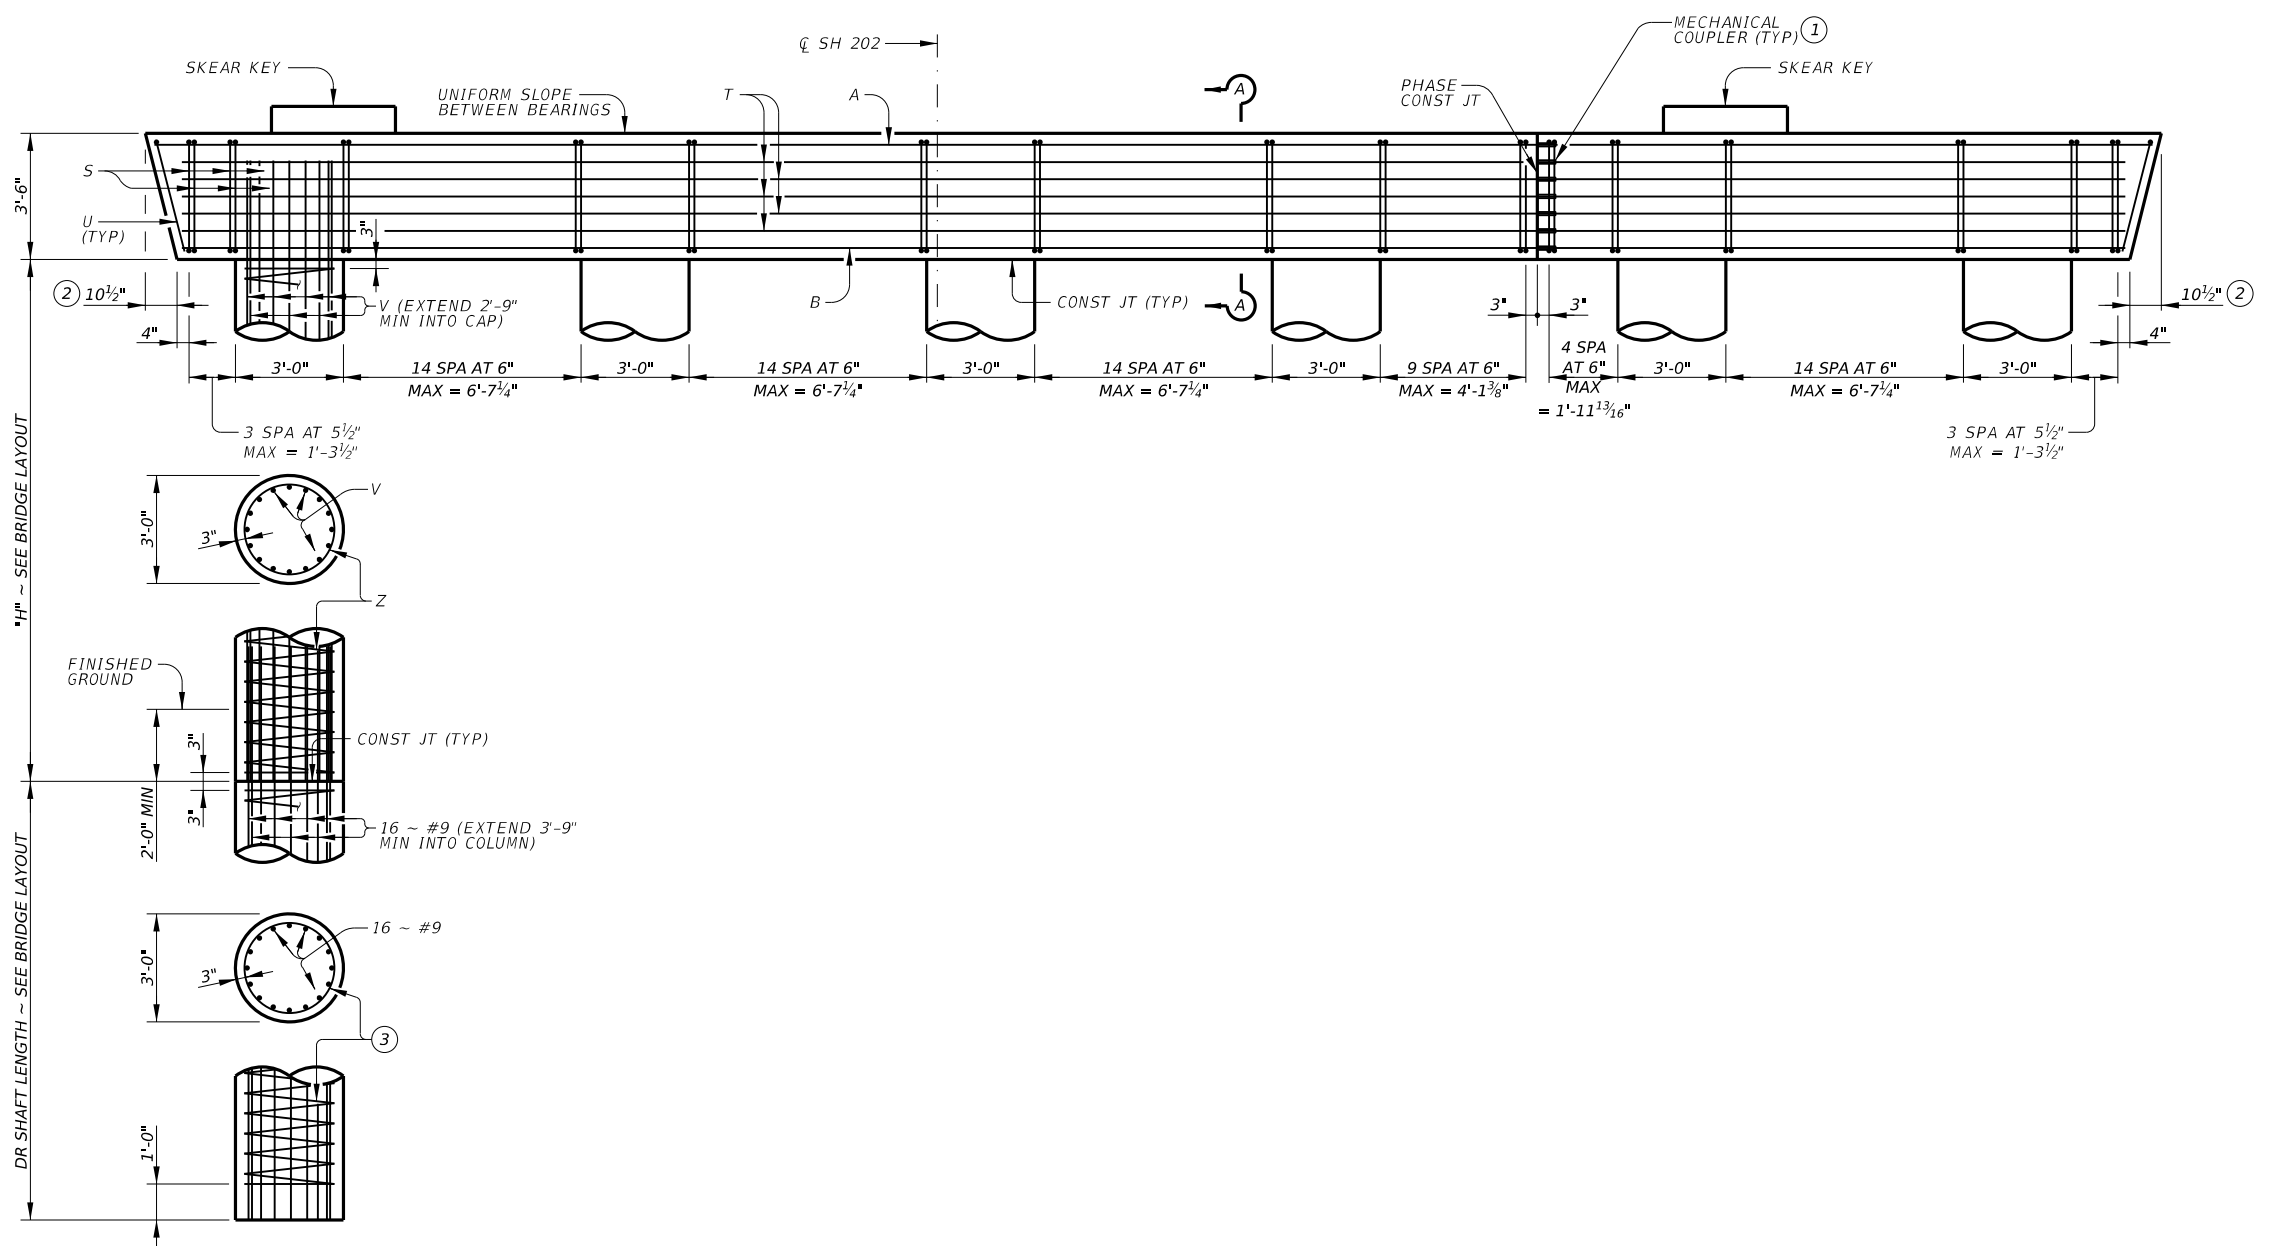 ℄ SH 202
MECHANICAL
COUPLER (TYP) 1
SKEAR KEY
SKEAR KEY
UNIFORM SLOPE
BETWEEN BEARINGS
T
A
A
PHASE
CONST JT
3'-6"
S
U
(TYP)
3"
2 10½"
4"
V (EXTEND 2'-9"
MIN INTO CAP)
B
CONST JT (TYP)
A
3"
3"
10½" 2
4"
3'-0"
14 SPA AT 6"
MAX = 6'-7¼"
3'-0"
14 SPA AT 6"
MAX = 6'-7¼"
3'-0"
14 SPA AT 6"
MAX = 6'-7¼"
3'-0"
9 SPA AT 6"
MAX = 4'-1⅜"
4 SPA
AT 6"
MAX
= 1'-11¹³⁄₁₆"
3'-0"
14 SPA AT 6"
MAX = 6'-7¼"
3'-0"
3 SPA AT 5½"
MAX = 1'-3½"
3 SPA AT 5½"
MAX = 1'-3½"
"H" ~ SEE BRIDGE LAYOUT
V
3'-0"
3"
Z
FINISHED
GROUND
3"
CONST JT (TYP)
2'-0" MIN
3"
16 ~ #9 (EXTEND 3'-9"
MIN INTO COLUMN)
DR SHAFT LENGTH ~ SEE BRIDGE LAYOUT
16 ~ #9
3'-0"
3"
3
1'-0"